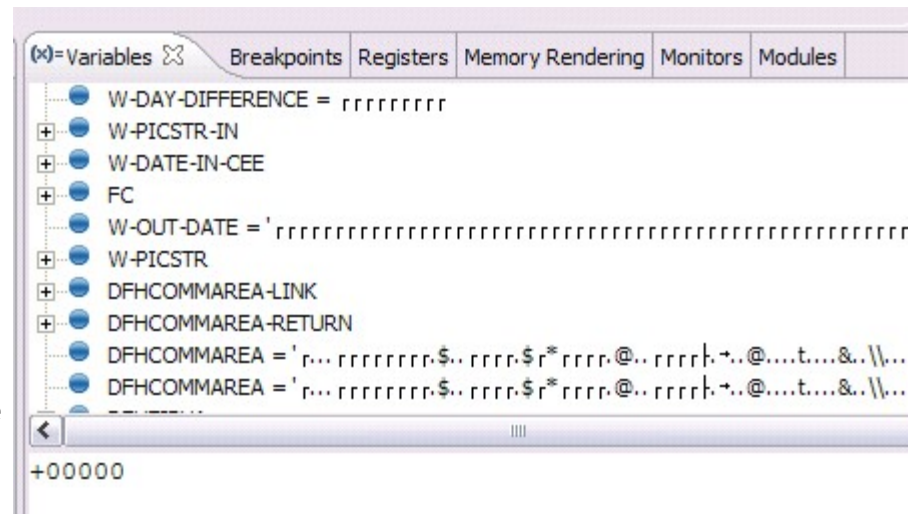 (x)= Variables Breakpoints Registers Memory Rendering Monitors Modules
W-DAY-DIFFERENCE = ┌┌┌┌┌┌┌┌┌
W-PICSTR-IN
W-DATE-IN-CEE
FC
W-OUT-DATE = '
W-PICSTR
DFHCOMMAREA-LINK
DFHCOMMAREA-RETURN
DFHCOMMAREA = '┌... ┌┌┌┌┌┌┌┌.$.. ┌┌┌┌.$┌*┌┌┌┌.@.. ┌┌┌┌├.→..@....t....&..\\...
DFHCOMMAREA = '┌... ┌┌┌┌┌┌┌┌.$.. ┌┌┌┌.$┌*┌┌┌┌.@.. ┌┌┌┌├.→..@....t....&..\\...
+00000